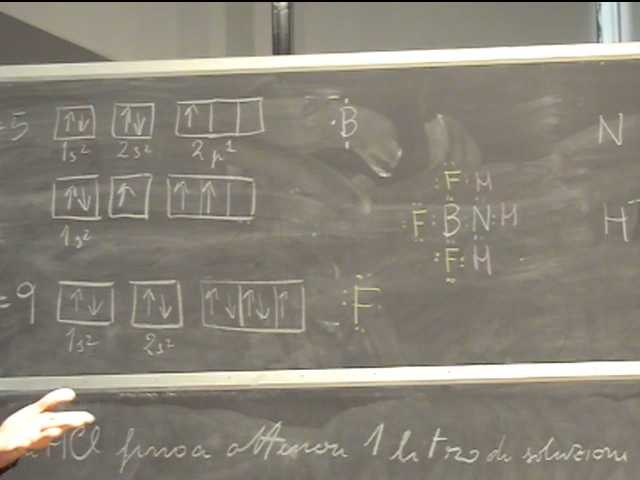 =5 ↑↓ ↑↓ ↑ B N
1s² 2s² 2p¹
↑↓ ↑ ↑ ↑
1s²
F H
F B N H H
F H
=9 ↑↓ ↑↓ ↑↓ ↑↓ ↑ F
1s² 2s²
HCl fino a ottenere 1 litro di soluzione